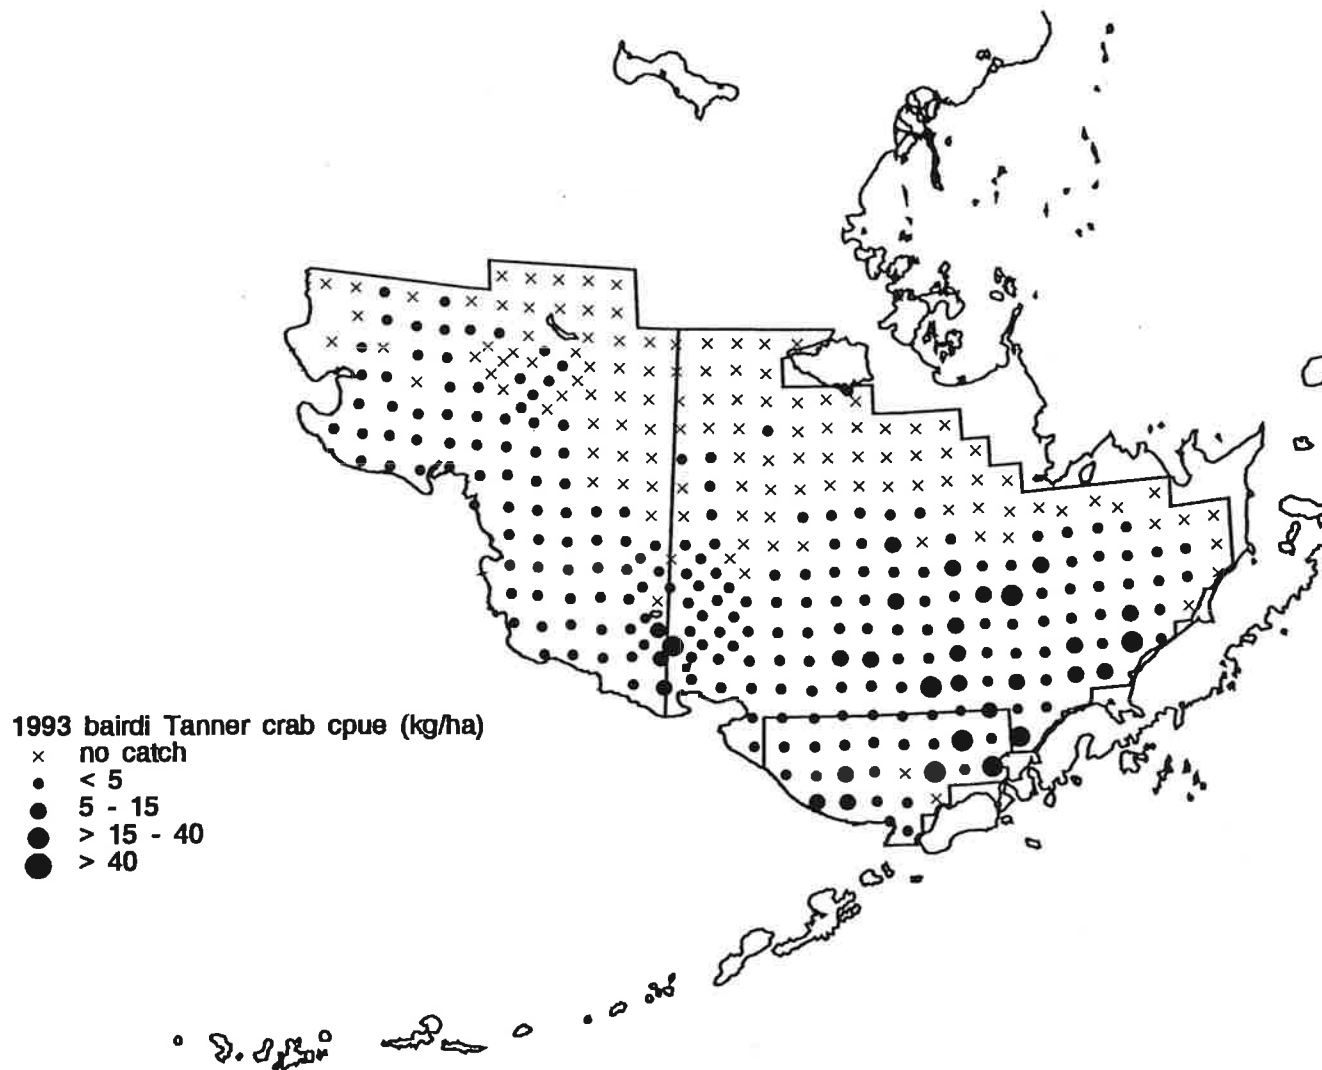 1993 bairdi Tanner crab cpue (kg/ha)
× no catch
< 5
5 - 15
> 15 - 40
> 40